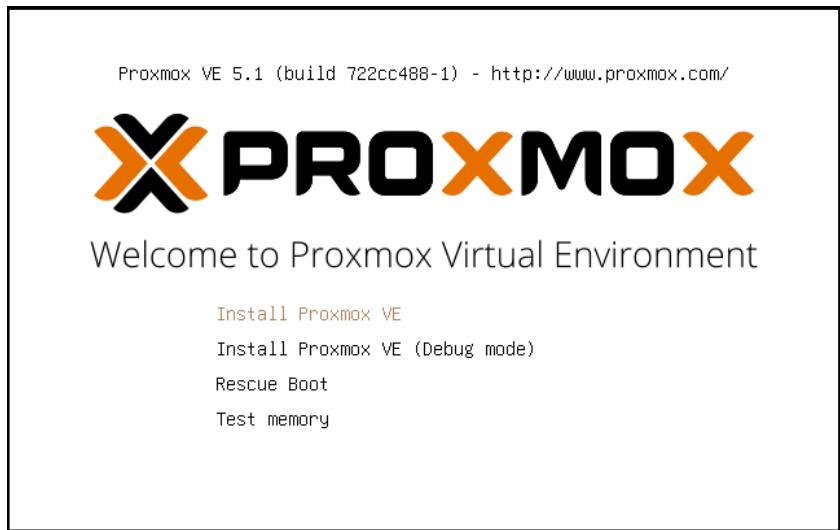 Proxmox VE 5.1 (build 722cc488-1) - http://www.proxmox.com/
PROXMOX
Welcome to Proxmox Virtual Environment
Install Proxmox VE
Install Proxmox VE (Debug mode)
Rescue Boot
Test memory